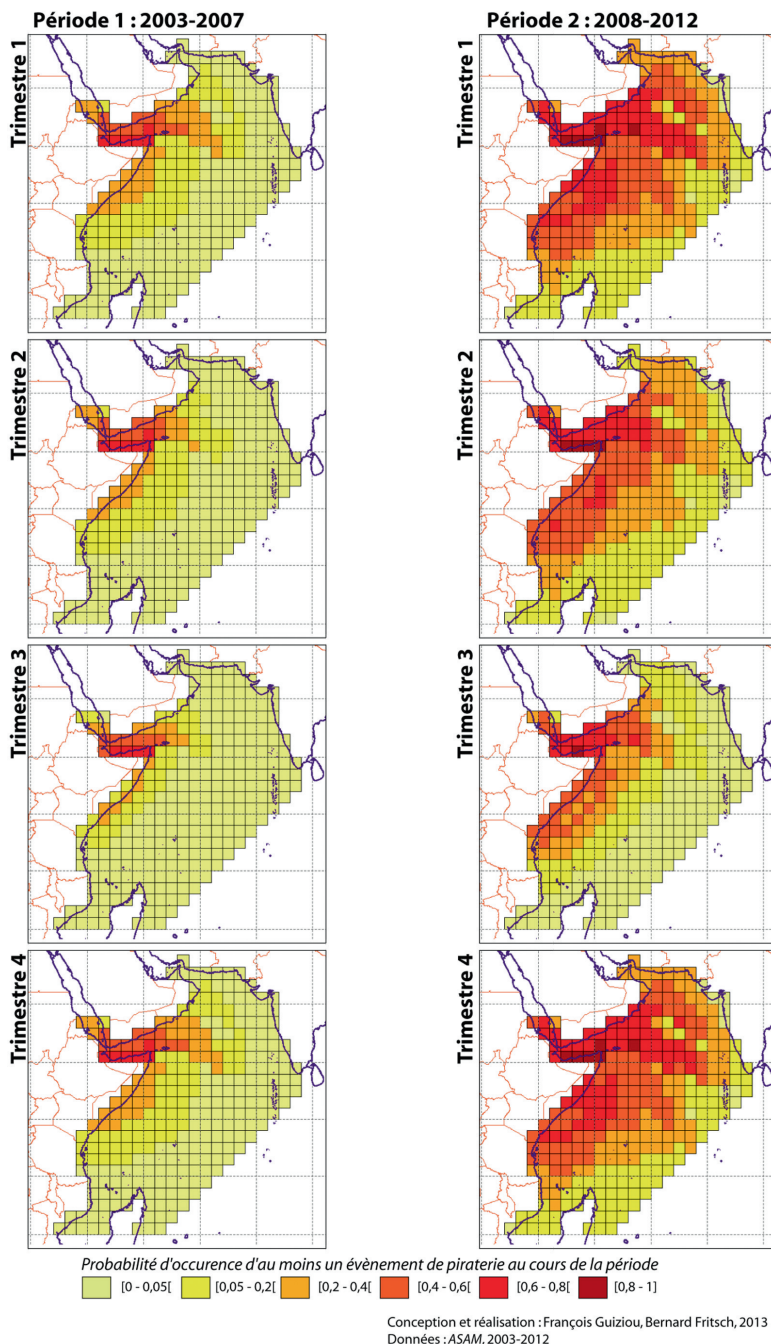 Période 1 : 2003-2007
Période 2 : 2008-2012
Trimestre 1
Trimestre 1
Trimestre 2
Trimestre 2
Trimestre 3
Trimestre 3
Trimestre 4
Trimestre 4
Probabilité d'occurence d'au moins un évènement de piraterie au cours de la période
[0 - 0,05[ [0,05 - 0,2[ [0,2 - 0,4[ [0,4 - 0,6[ [0,6 - 0,8[ [0,8 - 1]
Conception et réalisation : François Guiziou, Bernard Fritsch, 2013
Données : ASAM, 2003-2012